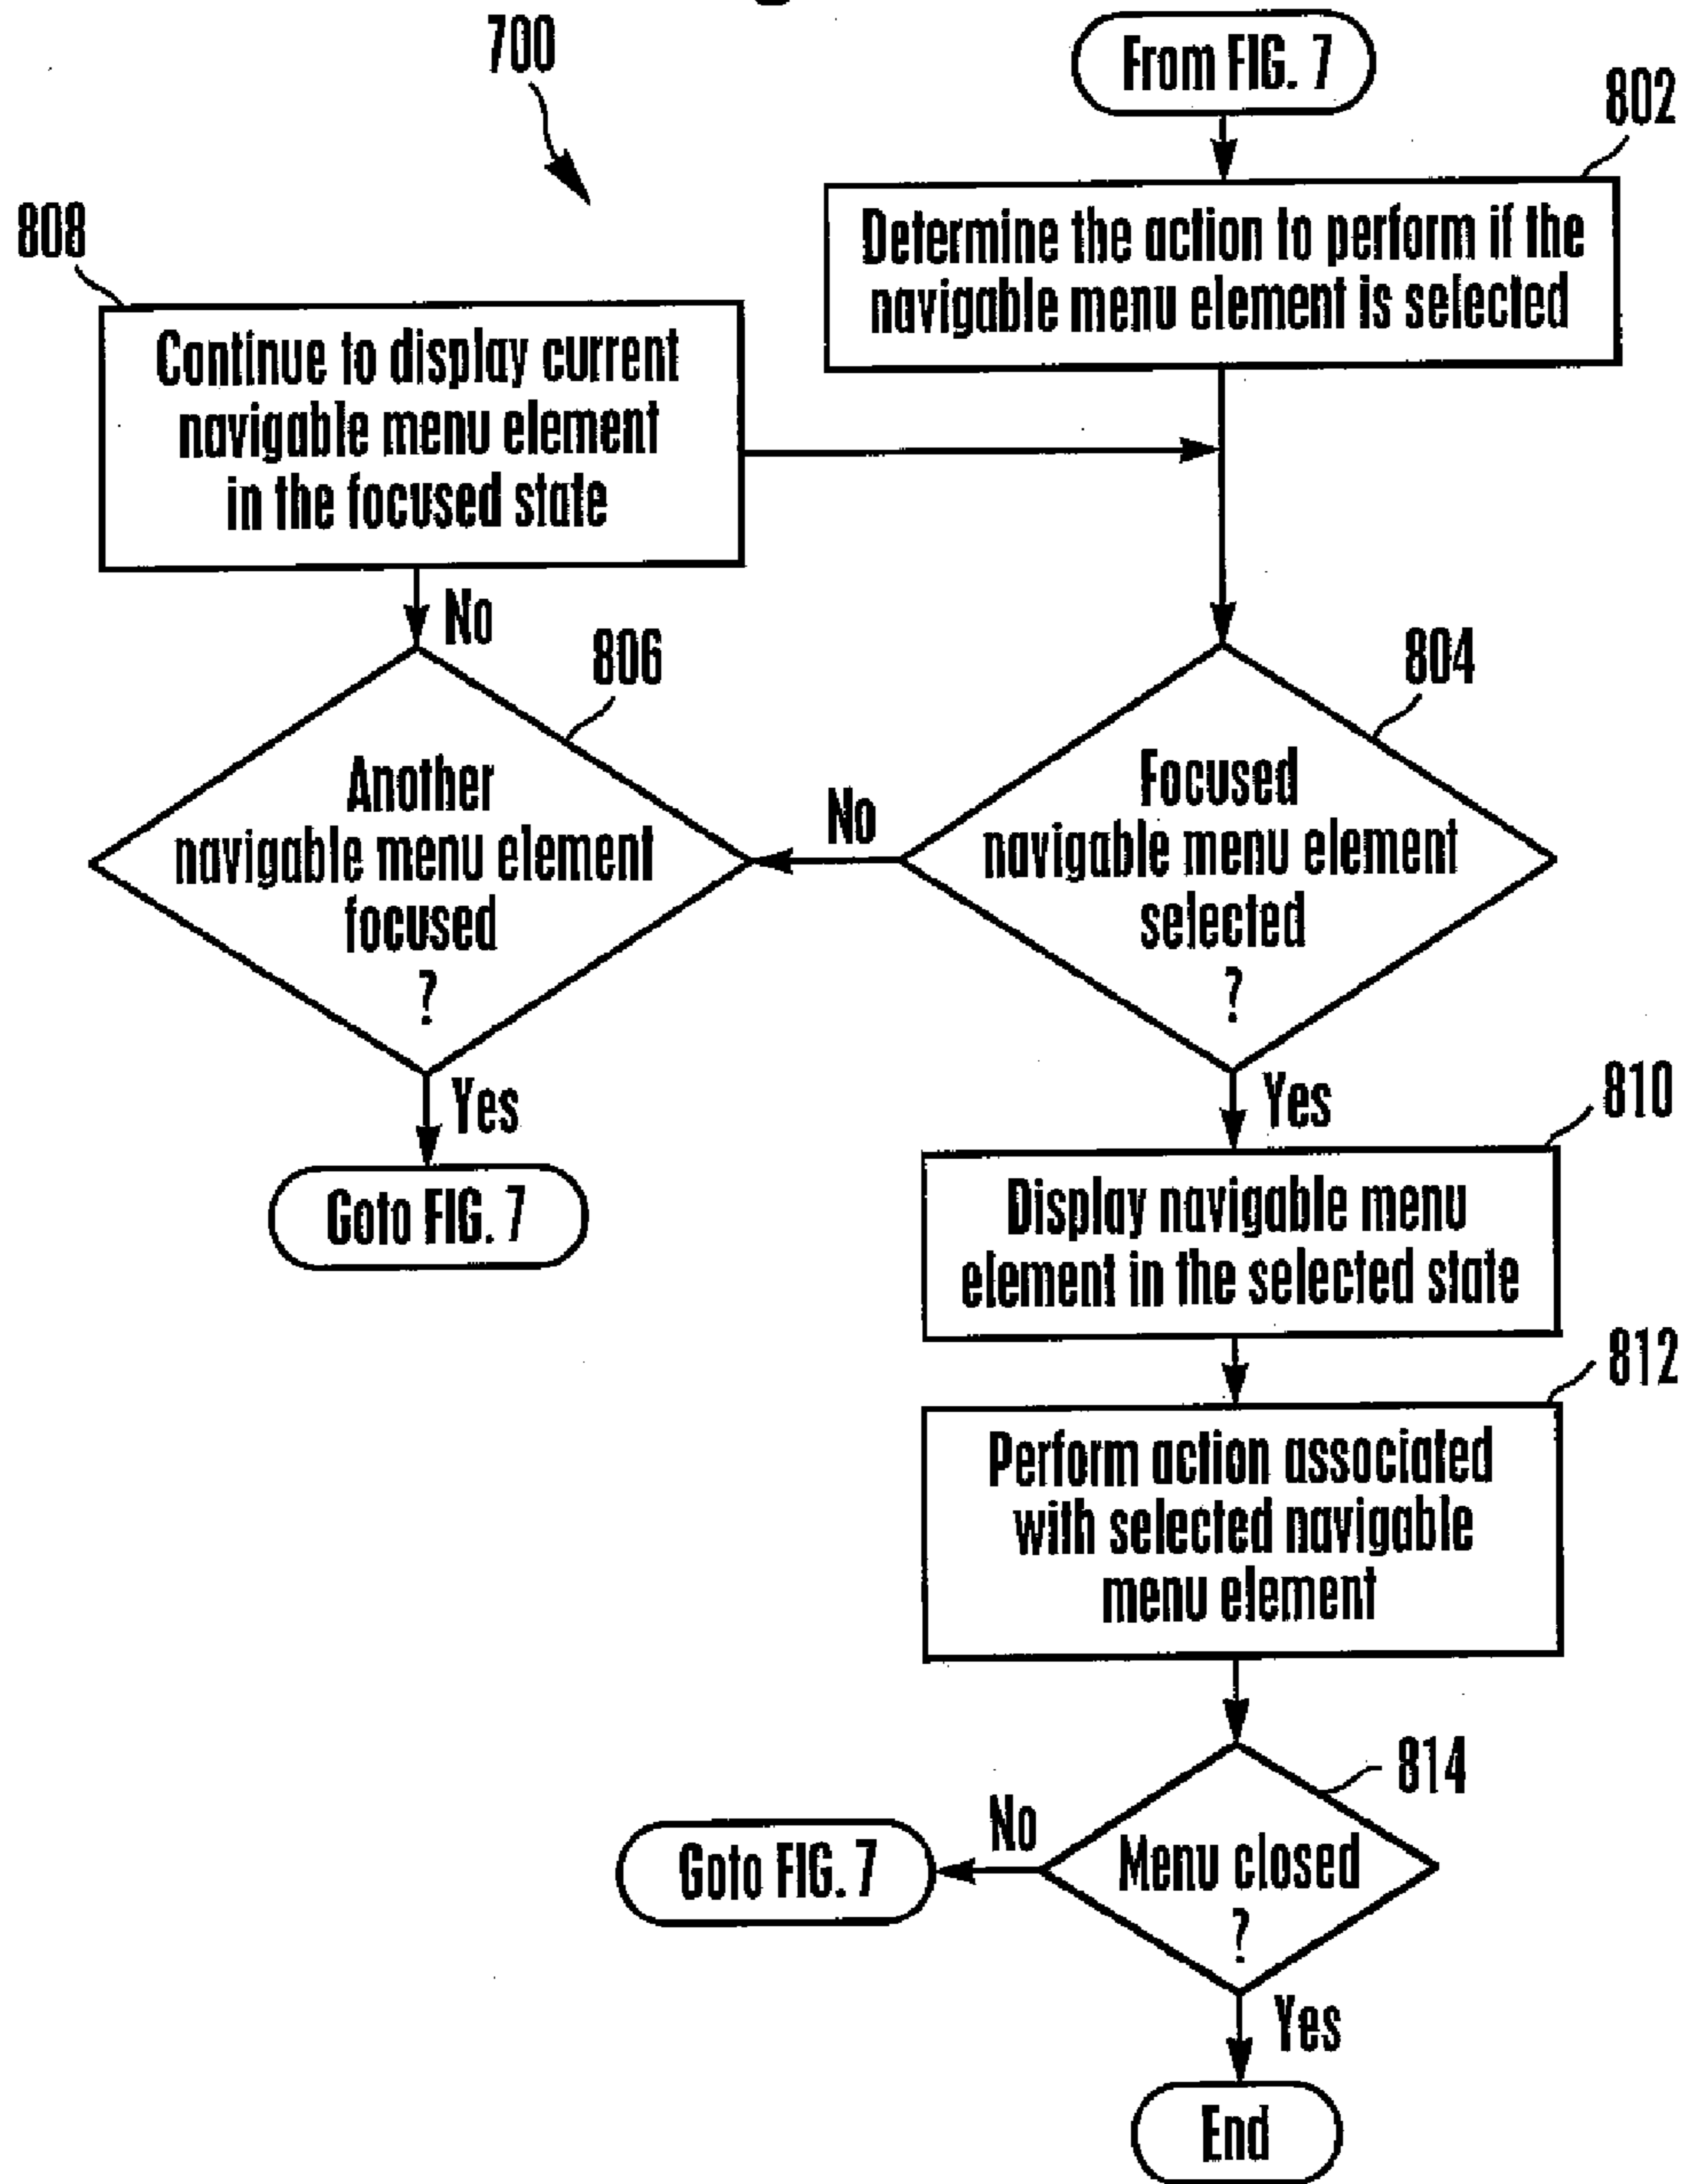 700
From FIG. 7
802
Determine the action to perform if the
navigable menu element is selected
808
Continue to display current
navigable menu element
in the focused state
No
806
Another
navigable menu element
focused
?
No
804
Focused
navigable menu element
selected
?
Yes
Goto FIG. 7
Yes
810
Display navigable menu
element in the selected state
812
Perform action associated
with selected navigable
menu element
814
Menu closed
?
No
Goto FIG. 7
Yes
End